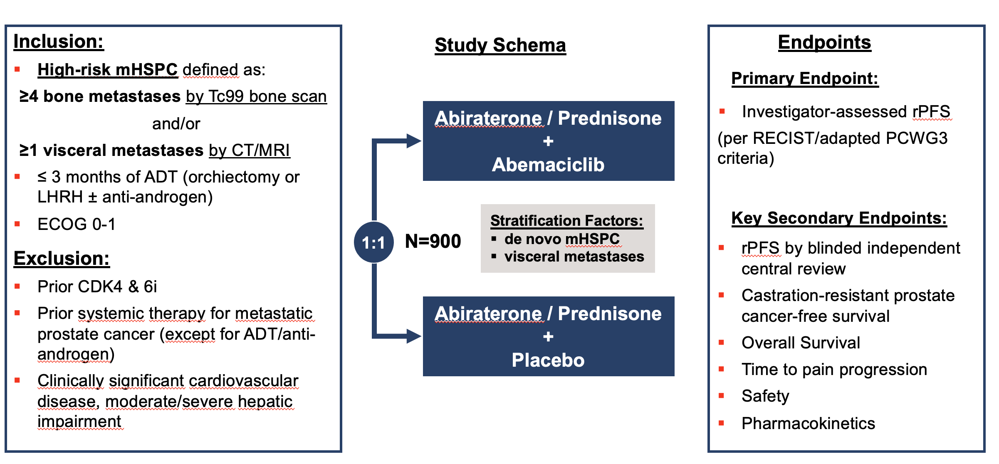 Inclusion:
▪ High-risk mHSPC defined as:
≥4 bone metastases by Tc99 bone scan
and/or
≥1 visceral metastases by CT/MRI
▪ ≤ 3 months of ADT (orchiectomy or
LHRH ± anti-androgen)
▪ ECOG 0-1
Exclusion:
▪ Prior CDK4 & 6i
▪ Prior systemic therapy for metastatic
prostate cancer (except for ADT/anti-
androgen)
▪ Clinically significant cardiovascular
disease, moderate/severe hepatic
impairment
Study Schema
Abiraterone / Prednisone
+
Abemaciclib
1:1
N=900
Stratification Factors:
▪ de novo mHSPC
▪ visceral metastases
Abiraterone / Prednisone
+
Placebo
Endpoints
Primary Endpoint:
▪ Investigator-assessed rPFS
(per RECIST/adapted PCWG3
criteria)
Key Secondary Endpoints:
▪ rPFS by blinded independent
central review
▪ Castration-resistant prostate
cancer-free survival
▪ Overall Survival
▪ Time to pain progression
▪ Safety
▪ Pharmacokinetics